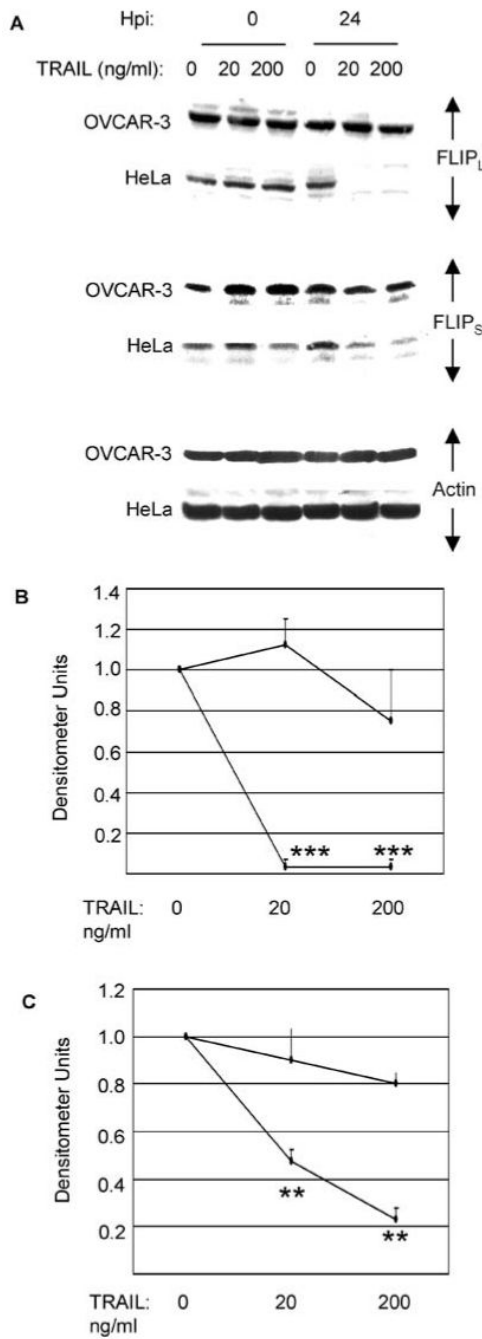 A
Hpi: 0 24
TRAIL (ng/ml): 0 20 200 0 20 200
OVCAR-3
HeLa
FLIPL
OVCAR-3
HeLa
FLIPS
OVCAR-3
HeLa
Actin
B
1.4
1.2
1.0
0.8
0.6
0.4
0.2
Densitometer Units
*** ***
TRAIL: 0 20 200
ng/ml
C
1.2
1.0
0.8
0.6
0.4
0.2
Densitometer Units
**
**
TRAIL: 0 20 200
ng/ml